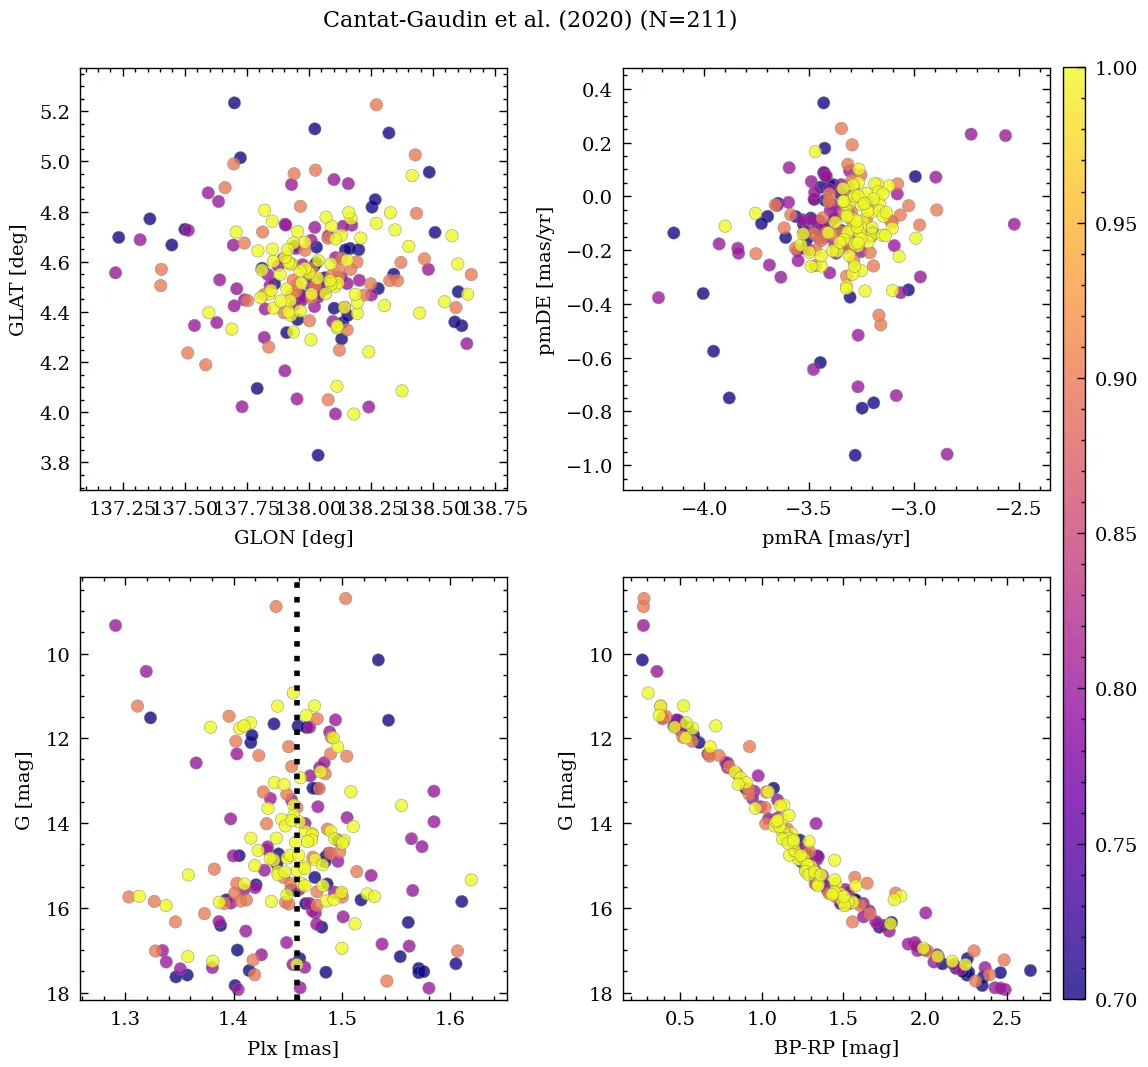 Cantat-Gaudin et al. (2020) (N=211)
5.2
5.0
4.8
4.6
4.4
4.2
4.0
3.8
GLAT [deg]
137.25 137.50 137.75 138.00 138.25 138.50 138.75
GLON [deg]
0.4
0.2
0.0
−0.2
−0.4
−0.6
−0.8
−1.0
pmDE [mas/yr]
−4.0 −3.5 −3.0 −2.5
pmRA [mas/yr]
1.00
0.95
0.90
0.85
0.80
0.75
0.70
10
12
14
16
18
G [mag]
1.3 1.4 1.5 1.6
Plx [mas]
10
12
14
16
18
G [mag]
0.5 1.0 1.5 2.0 2.5
BP-RP [mag]